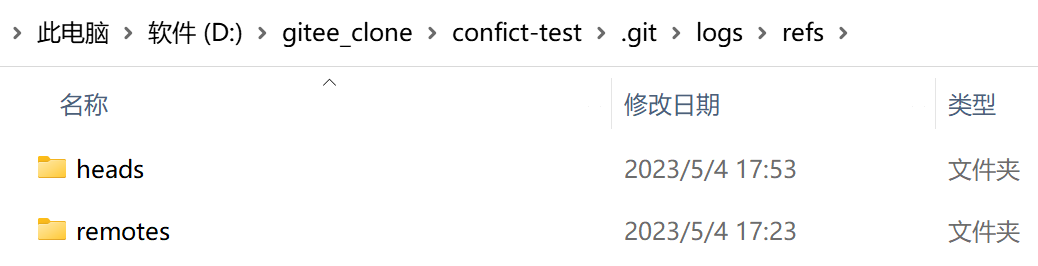 此电脑 软件 (D:) gitee_clone confict-test .git logs refs
名称 修改日期 类型
heads 2023/5/4 17:53 文件夹
remotes 2023/5/4 17:23 文件夹